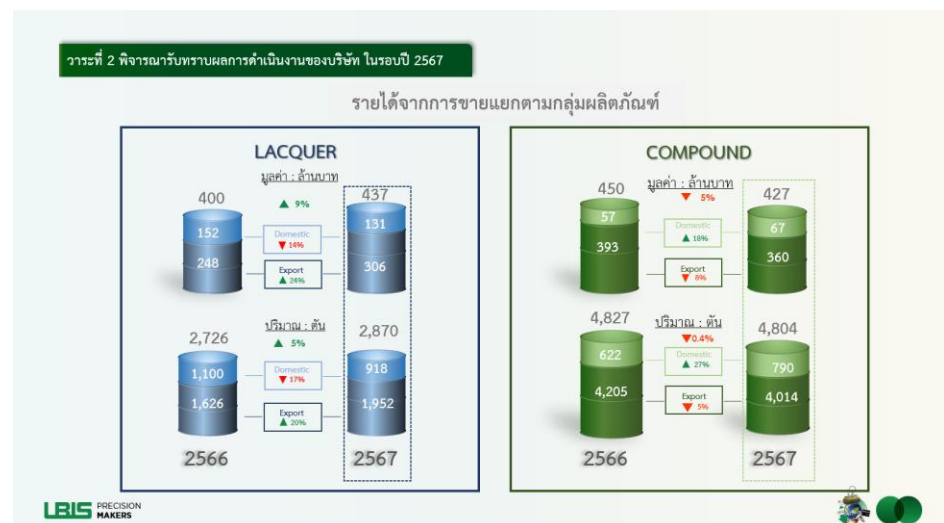 วาระที่ 2 พิจารณารับทราบผลการดำเนินงานของบริษัท ในรอบปี 2567
รายได้จากการขายแยกตามกลุ่มผลิตภัณฑ์
LACQUER
มูลค่า : ล้านบาท
400
▲ 9%
437
152
Domestic
▼ 14%
131
248
Export
▲ 24%
306
ปริมาณ : ตัน
2,726
▲ 5%
2,870
1,100
Domestic
▼ 17%
918
1,626
Export
▲ 20%
1,952
2566
2567
COMPOUND
มูลค่า : ล้านบาท
450
▼ 5%
427
57
Domestic
▲ 18%
67
393
Export
▼ 8%
360
ปริมาณ : ตัน
4,827
▼0.4%
4,804
622
Domestic
▲ 27%
790
4,205
Export
▼ 5%
4,014
2566
2567
LBIS PRECISION
MAKERS